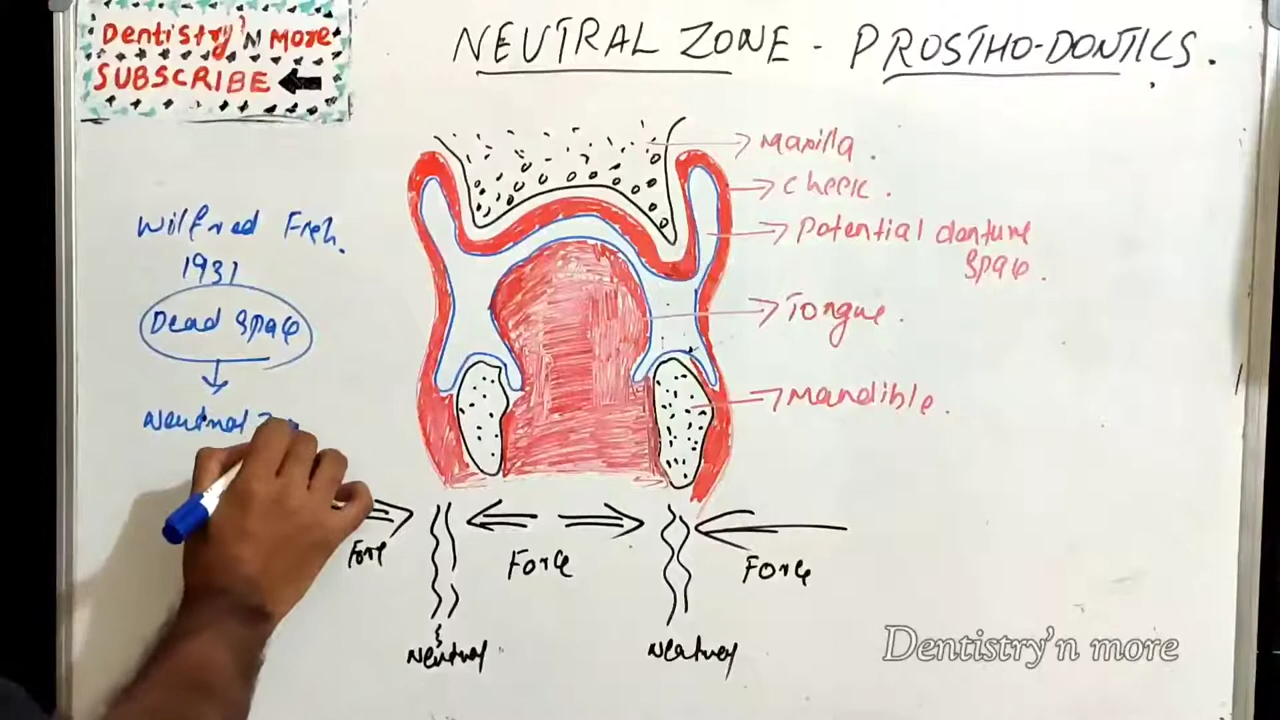 Dentistry'N More
SUBSCRIBE
NEUTRAL ZONE - PROSTHO-DONTICS.
Maxilla.
Cheek.
Potential denture
Space.
Tongue.
Mandible.
Wilfred Fish.
1931
Dead Space
Neutral
Force
Force
Force
Neutral
Neutral
Dentistry'n more